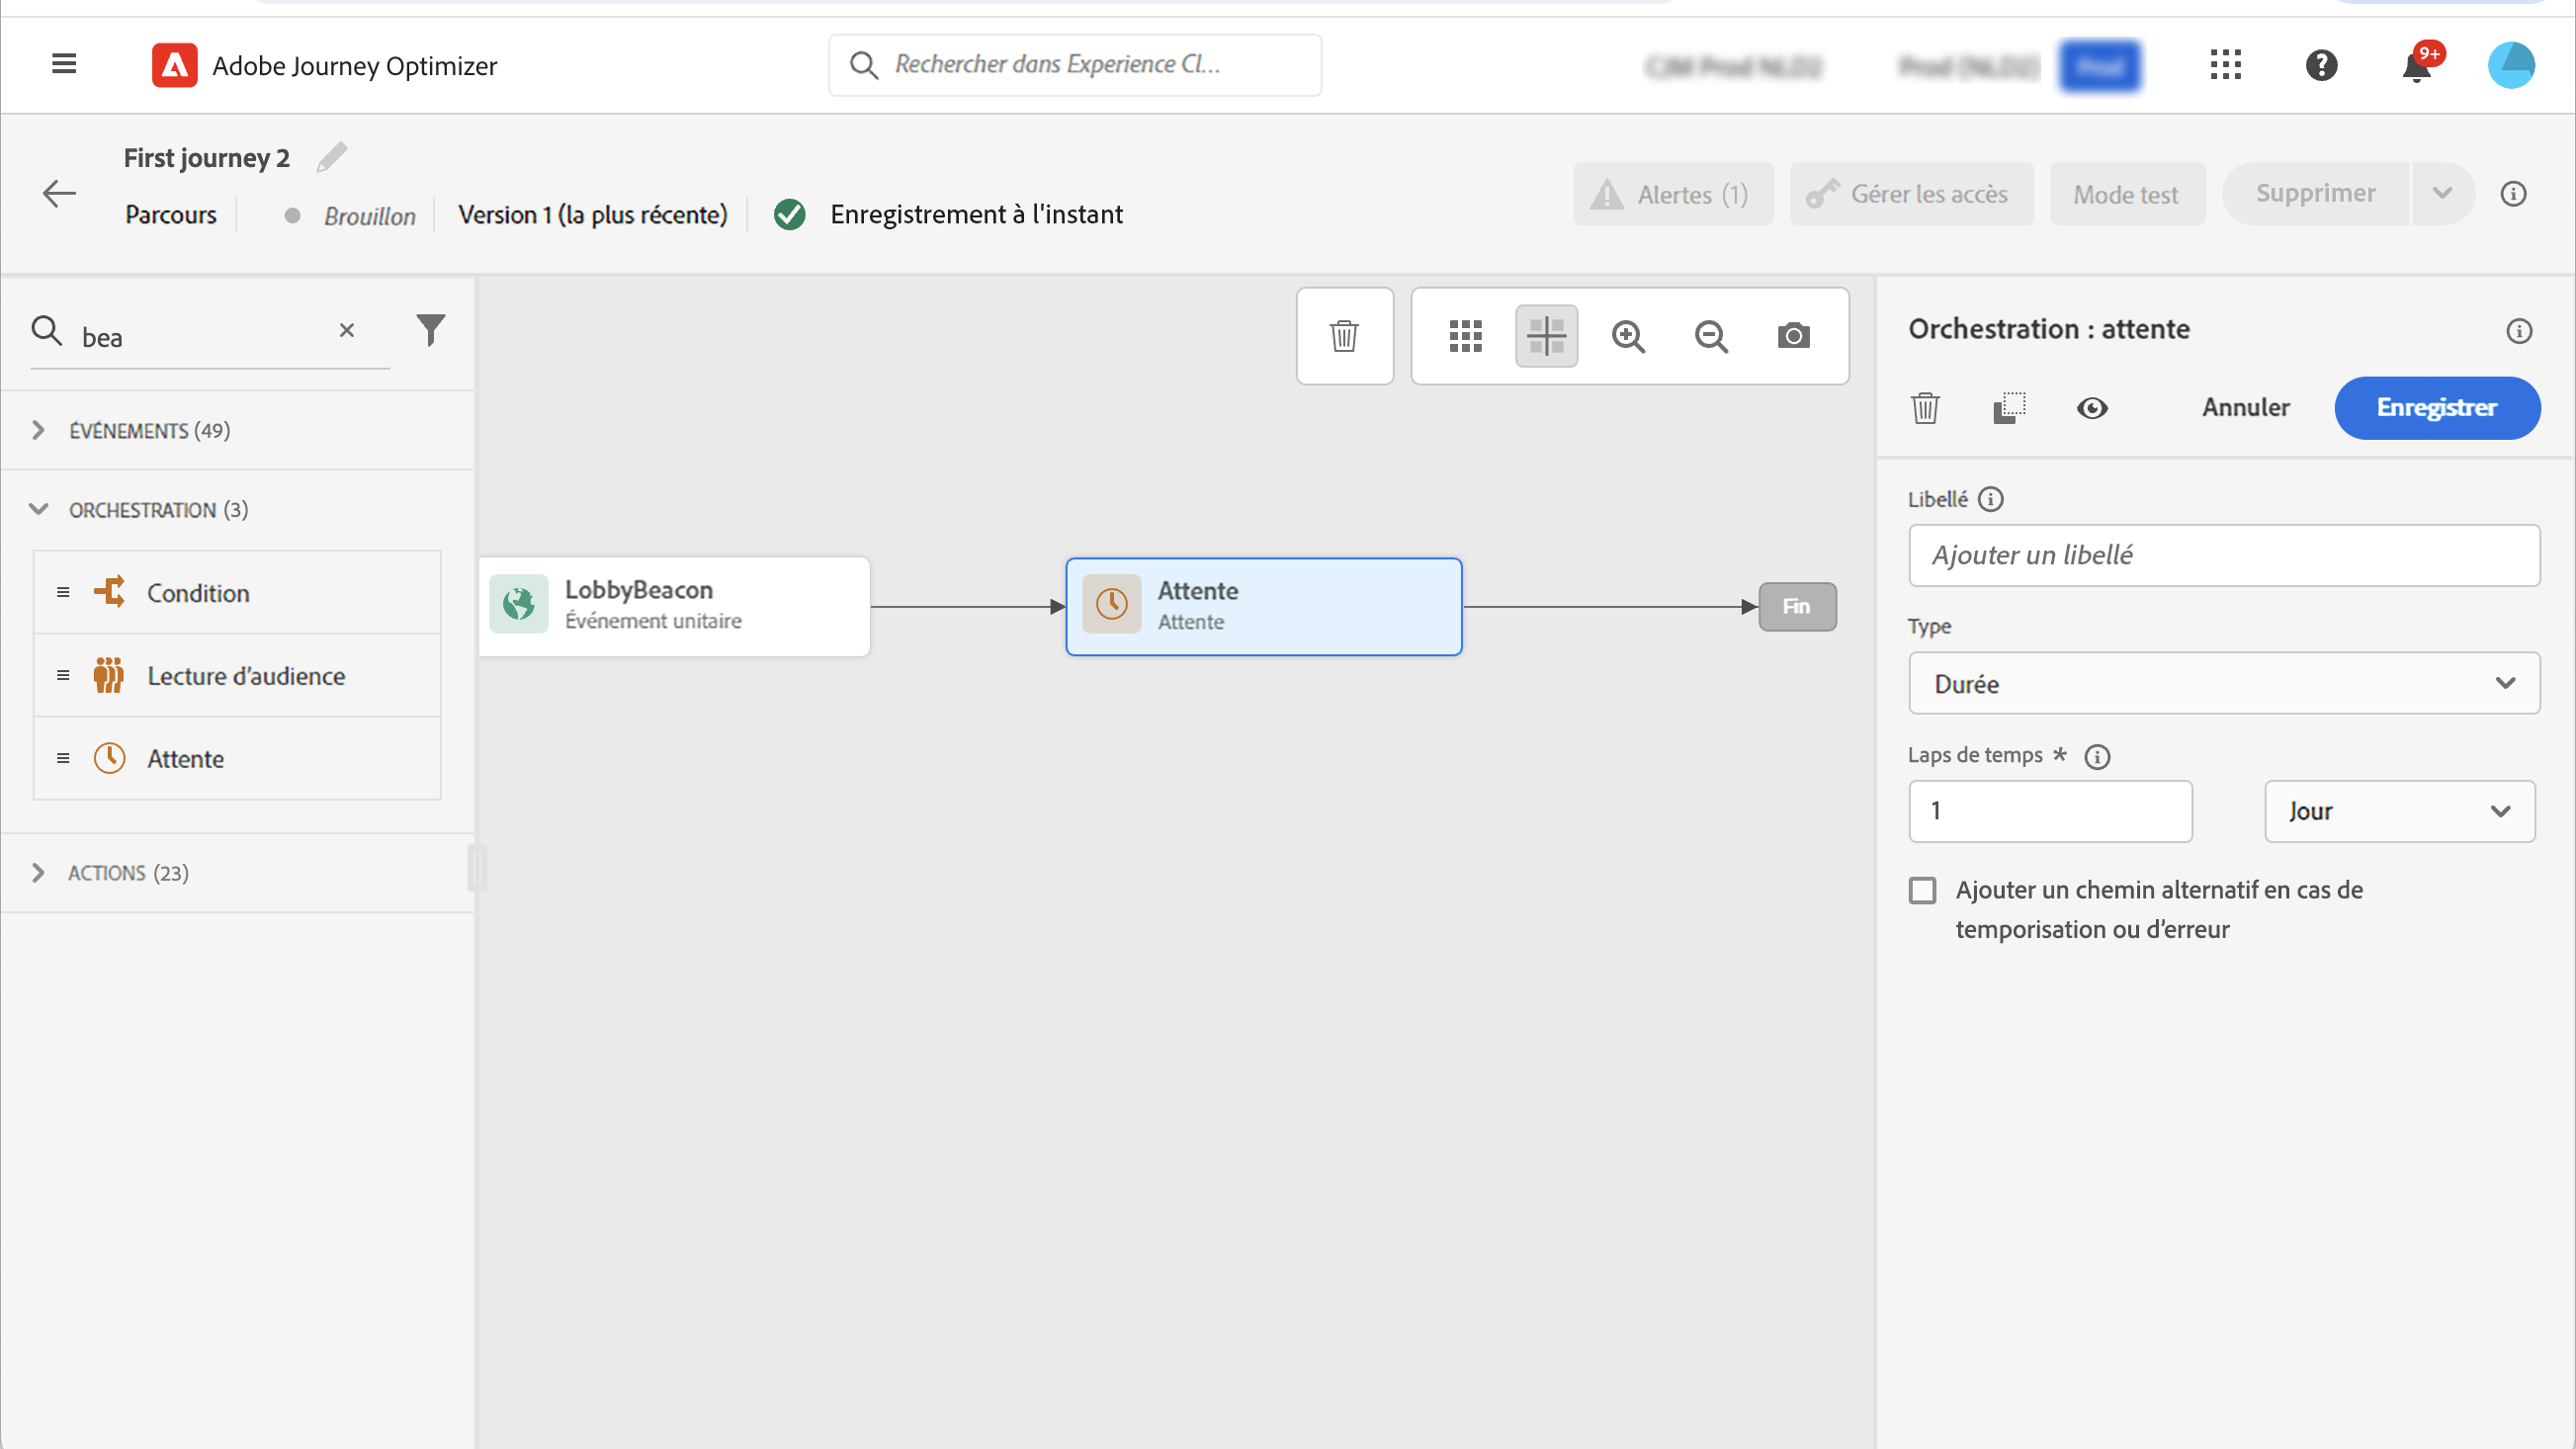 Adobe Journey Optimizer
Rechercher dans Experience Cl...
9+
First journey 2
Parcours
Brouillon
Version 1 (la plus récente)
Enregistrement à l'instant
Alertes (1)
Gérer les accès
Mode test
Supprimer
bea
ÉVÉNEMENTS (49)
ORCHESTRATION (3)
Condition
Lecture d’audience
Attente
ACTIONS (23)
LobbyBeacon
Événement unitaire
Attente
Attente
Fin
Orchestration : attente
Annuler
Enregistrer
Libellé
Ajouter un libellé
Type
Durée
Laps de temps *
1
Jour
Ajouter un chemin alternatif en cas de
temporisation ou d’erreur